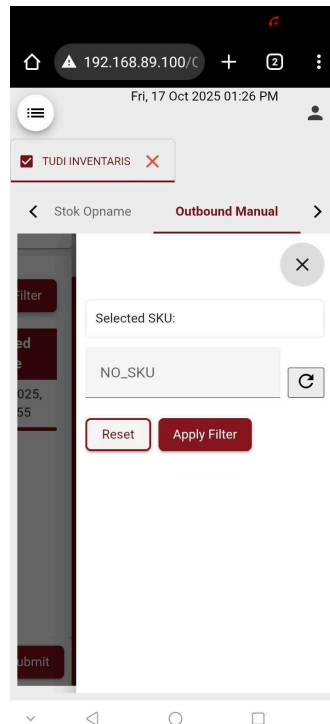 192.168.89.100/
2
Fri, 17 Oct 2025 01:26 PM
TUDI INVENTARIS
Stok Opname
Outbound Manual
Filter
Selected SKU:
ed
NO_SKU
025,
55
Reset
Apply Filter
ubmit